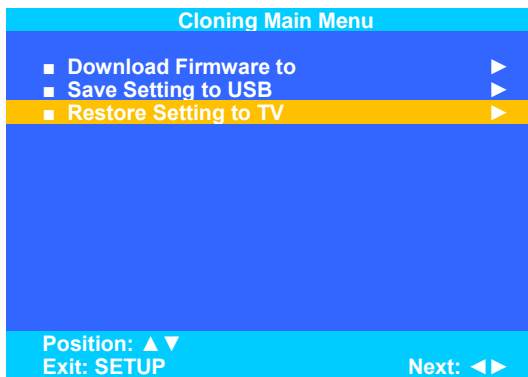 Cloning Main Menu
■ Download Firmware to ►
■ Save Setting to USB ►
■ Restore Setting to TV ►
Position: ▲▼
Exit: SETUP Next: ◄►